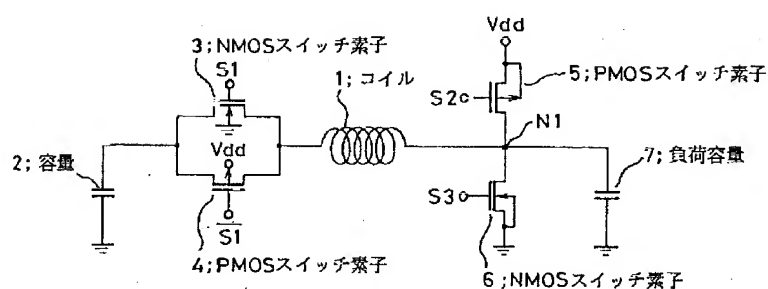 Vdd
3;NMOSスイッチ素子
S1
1;コイル
5;PMOSスイッチ素子
S2
N1
2;容量
Vdd
7;負荷容量
S3
S1
4;PMOSスイッチ素子
6;NMOSスイッチ素子